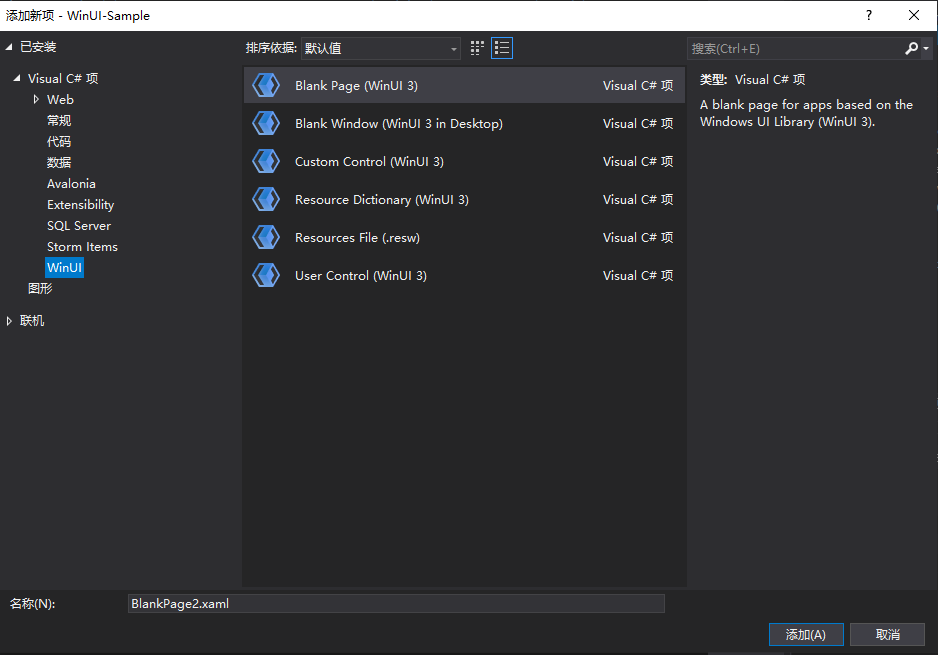 添加新项 - WinUI-Sample
?
已安装
排序依据: 默认值
搜索(Ctrl+E)
Visual C# 项
Web
常规
代码
数据
Avalonia
Extensibility
SQL Server
Storm Items
WinUI
图形
联机
Blank Page (WinUI 3) Visual C# 项
Blank Window (WinUI 3 in Desktop) Visual C# 项
Custom Control (WinUI 3) Visual C# 项
Resource Dictionary (WinUI 3) Visual C# 项
Resources File (.resw) Visual C# 项
User Control (WinUI 3) Visual C# 项
类型: Visual C# 项
A blank page for apps based on the
Windows UI Library (WinUI 3).
名称(N): BlankPage2.xaml
添加(A) 取消